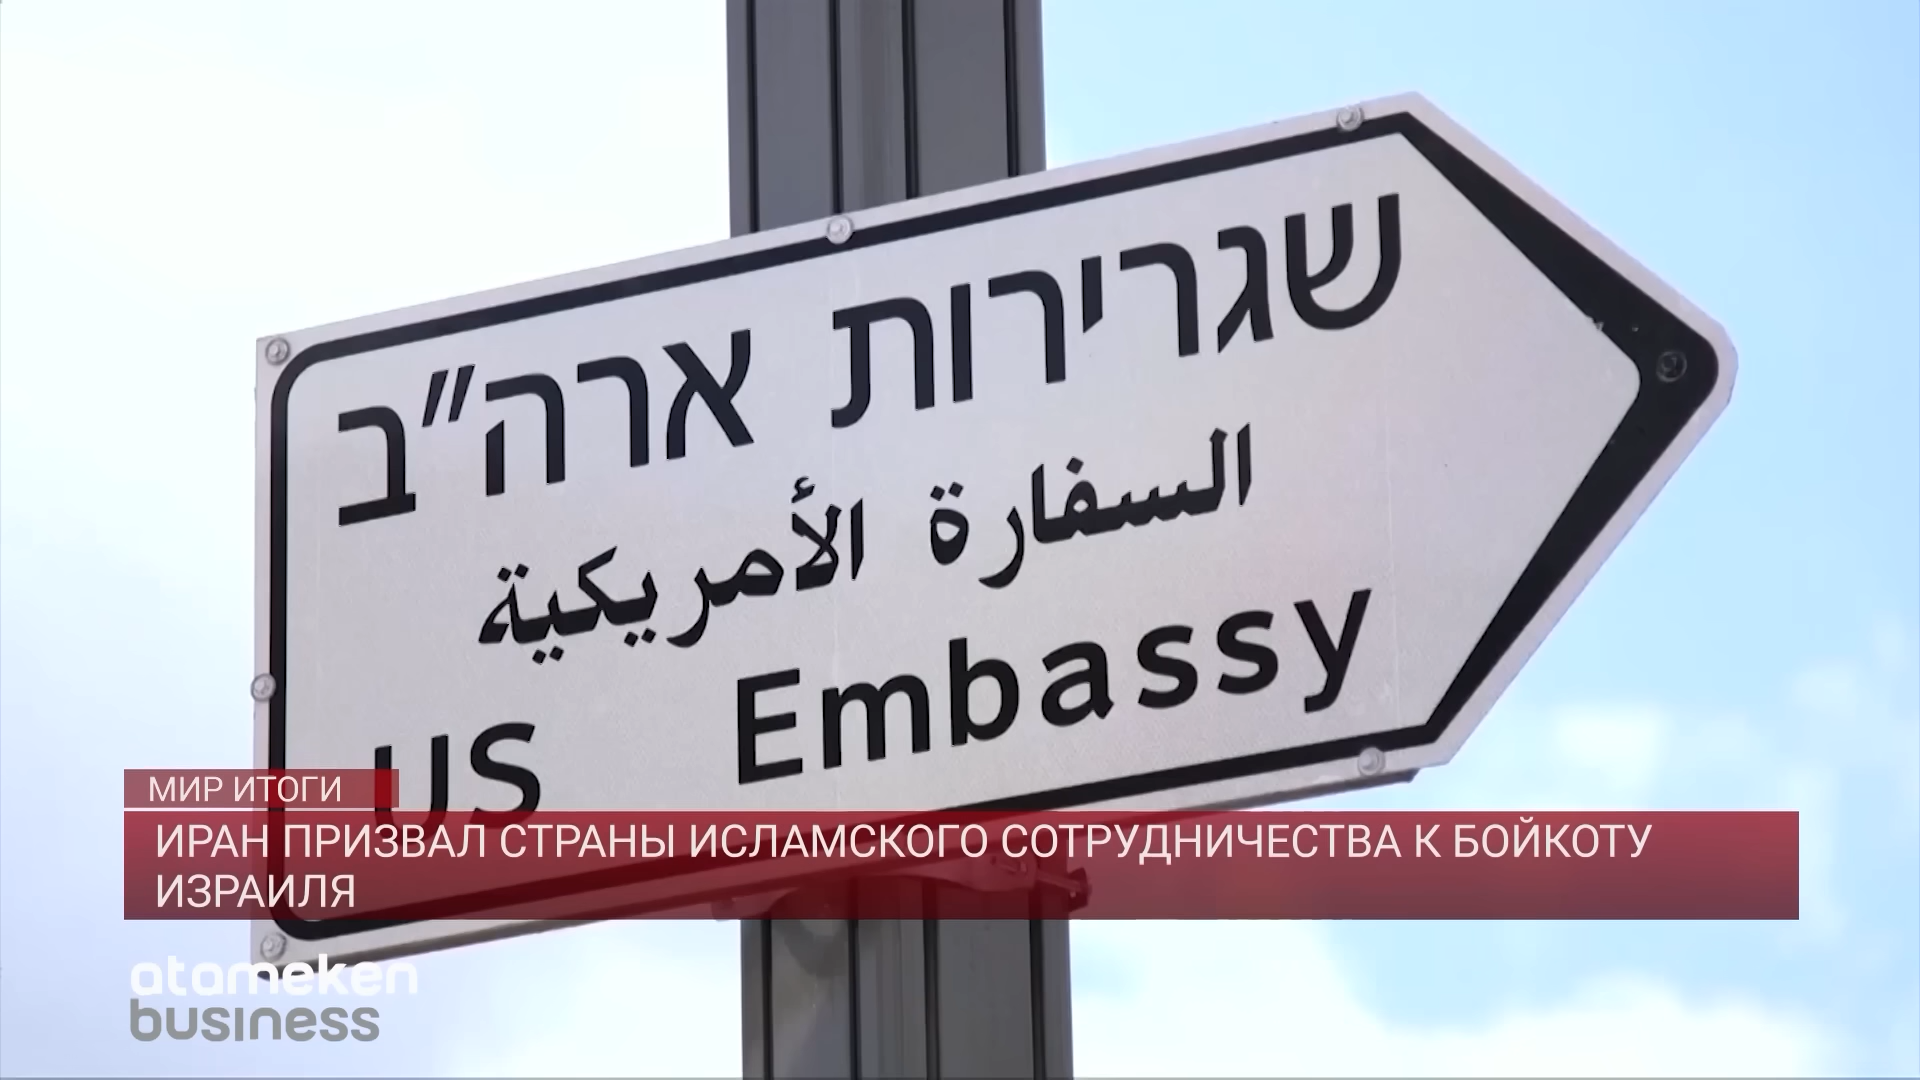 שגרירות ארה"ב
السفارة الأمريكية
US Embassy
МИР ИТОГИ
ИРАН ПРИЗВАЛ СТРАНЫ ИСЛАМСКОГО СОТРУДНИЧЕСТВА К БОЙКОТУ
ИЗРАИЛЯ
atameken
business